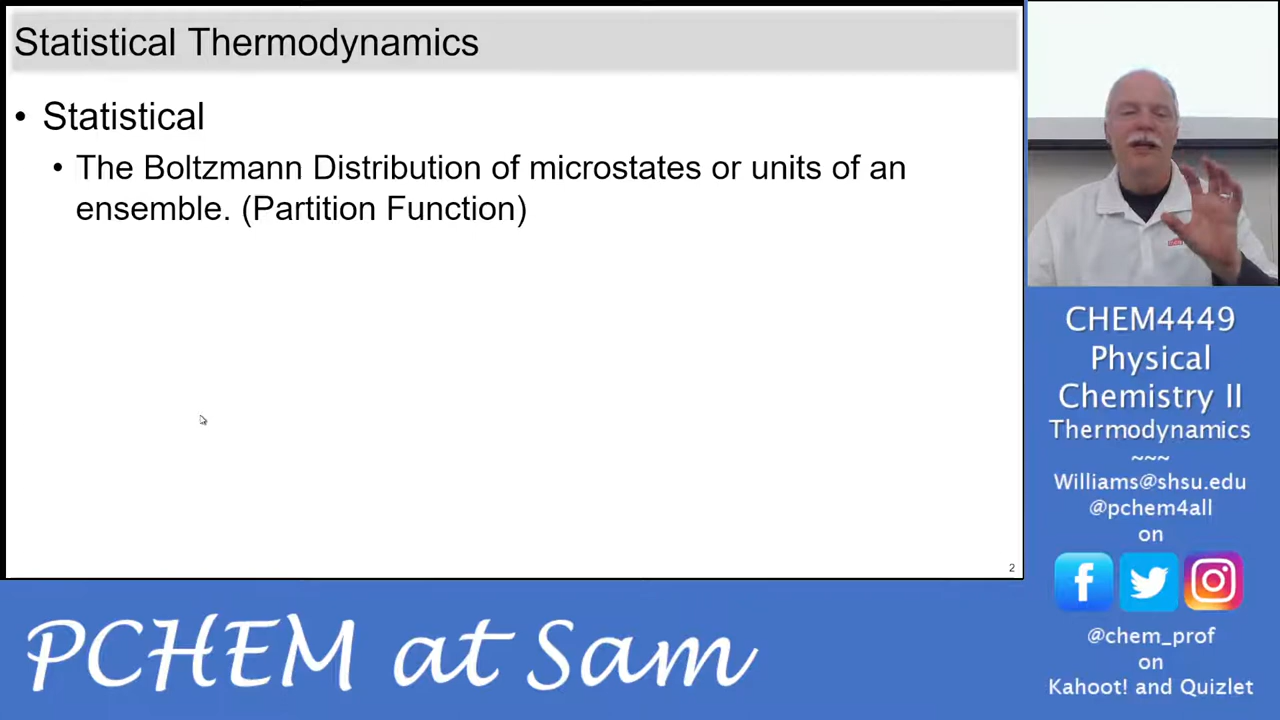 Statistical Thermodynamics
• Statistical
• The Boltzmann Distribution of microstates or units of an
ensemble. (Partition Function)
2
CHEM4449
Physical
Chemistry II
Thermodynamics
~~~
Williams@shsu.edu
@pchem4all
on
@chem_prof
on
Kahoot! and Quizlet
PCHEM at Sam